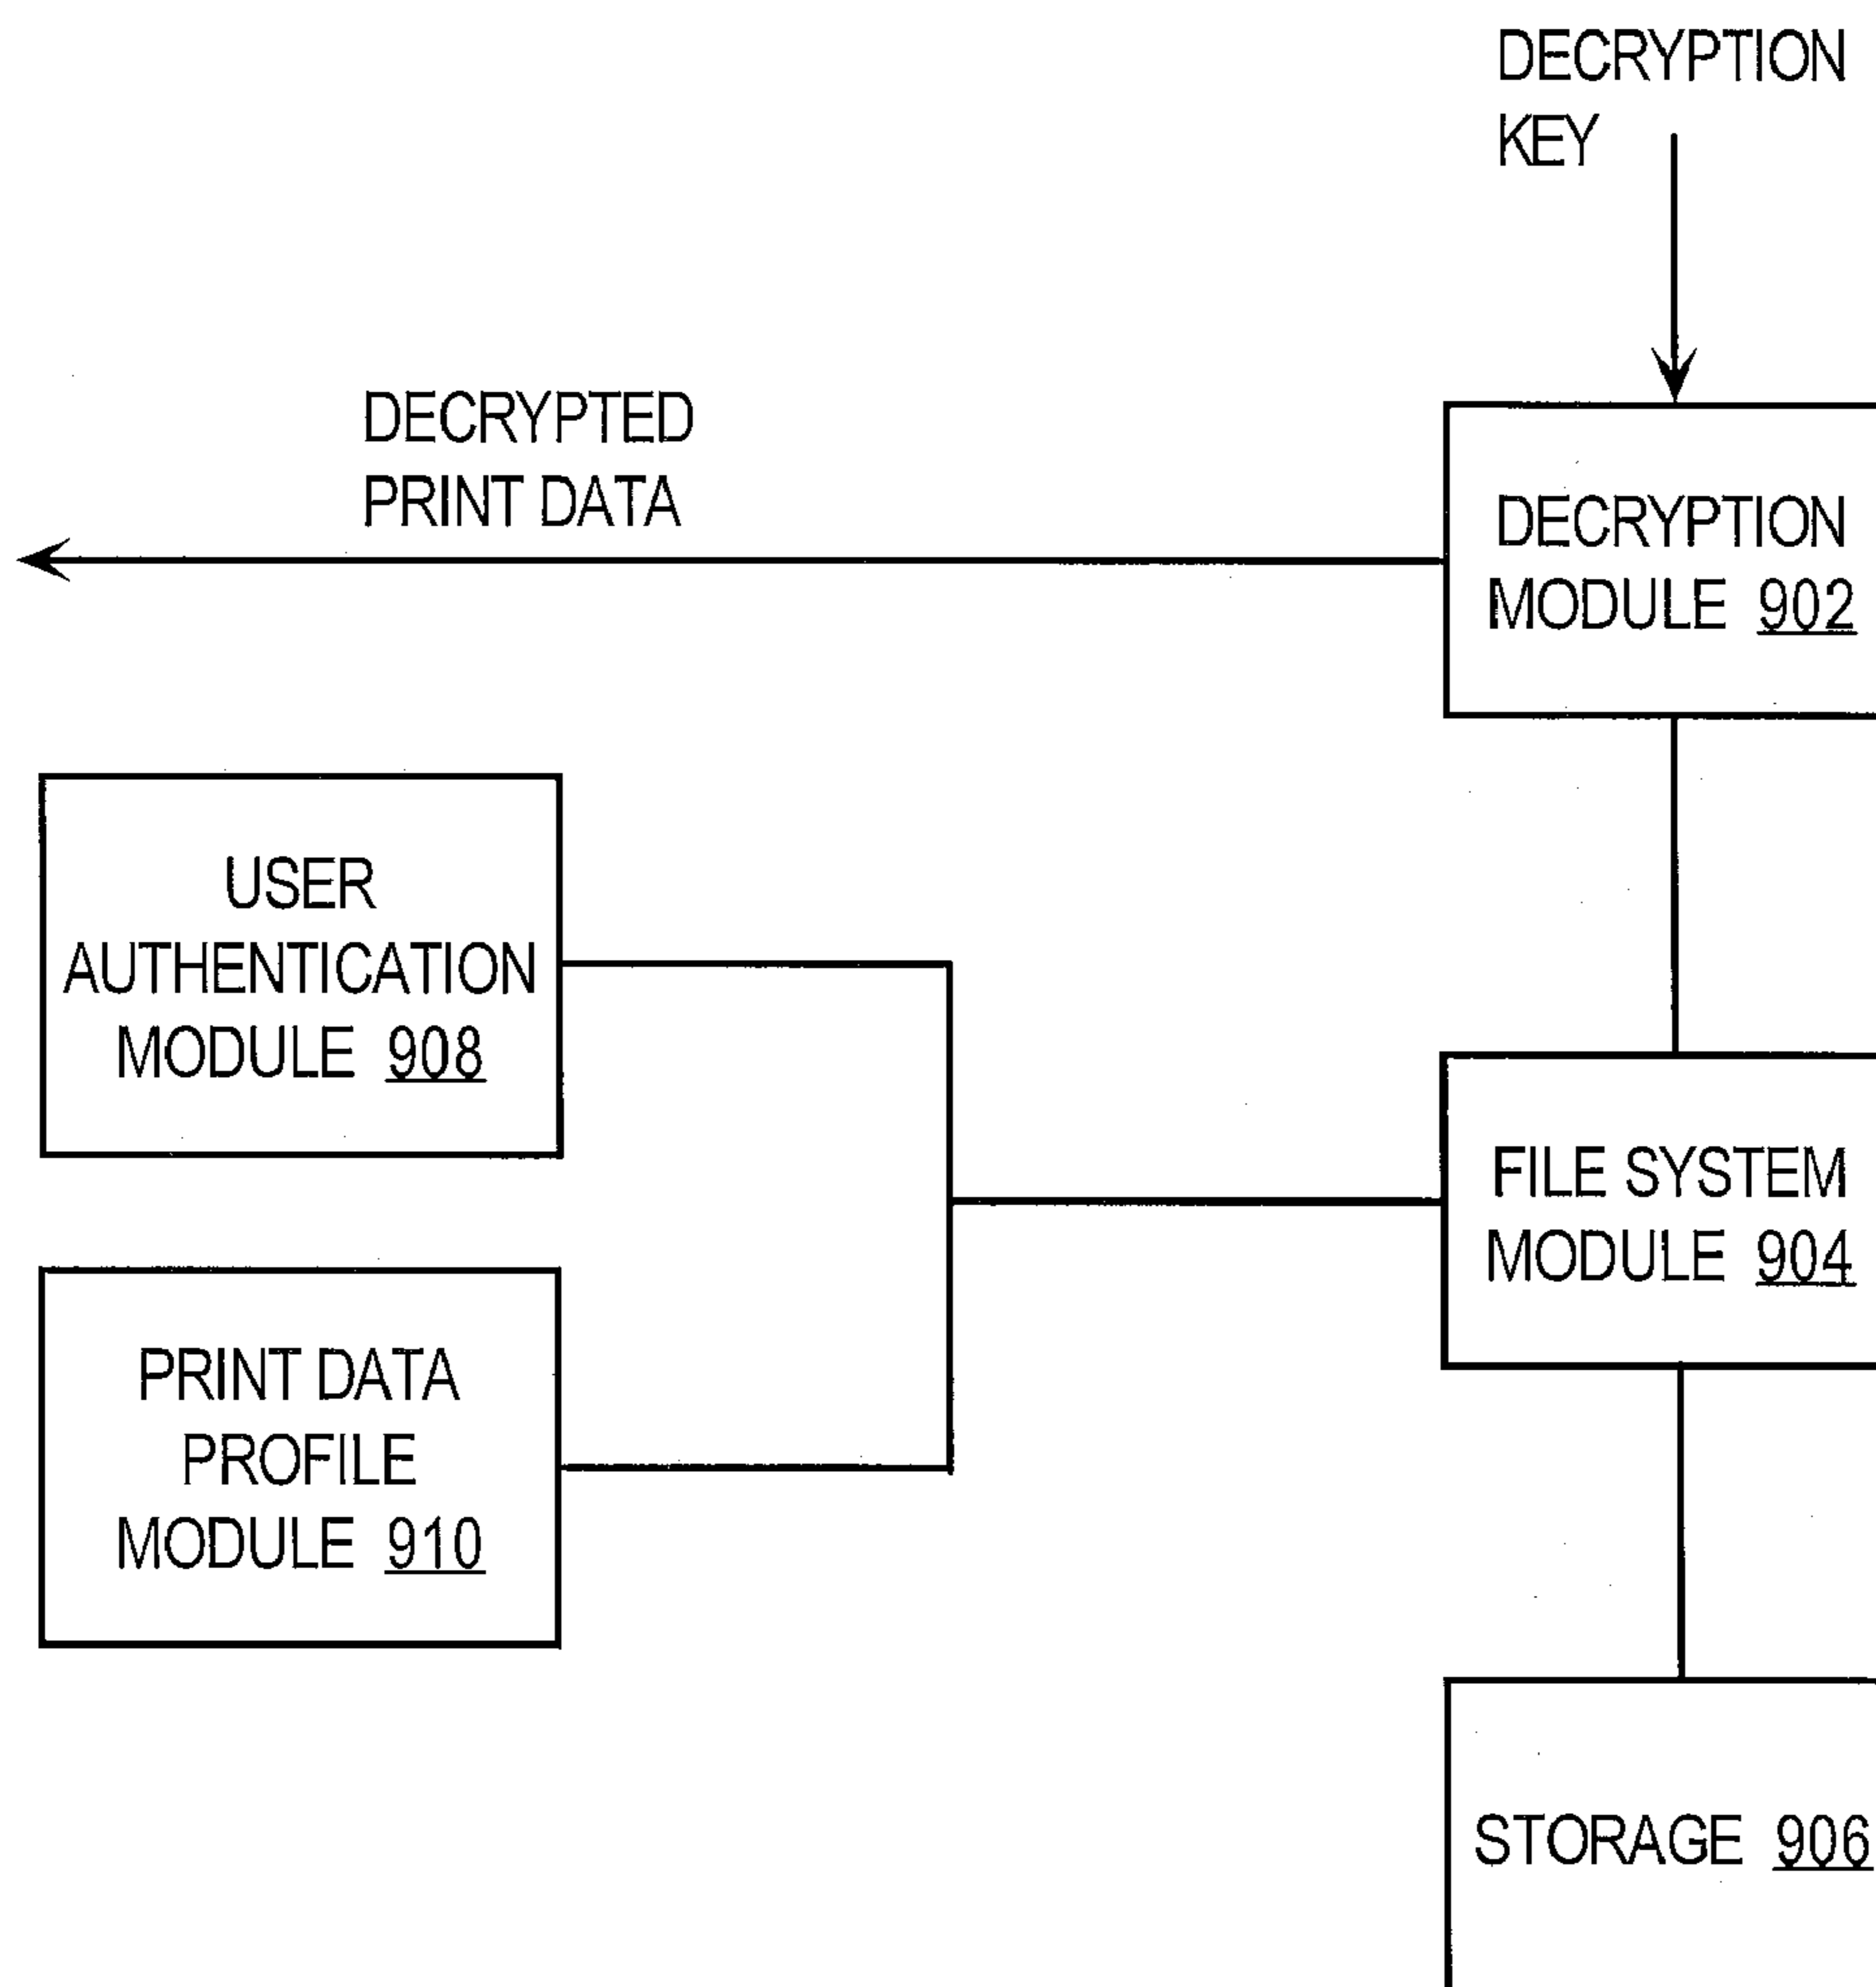 DECRYPTION
KEY
DECRYPTED
PRINT DATA
DECRYPTION
MODULE 902
USER
AUTHENTICATION
MODULE 908
FILE SYSTEM
MODULE 904
PRINT DATA
PROFILE
MODULE 910
STORAGE 906